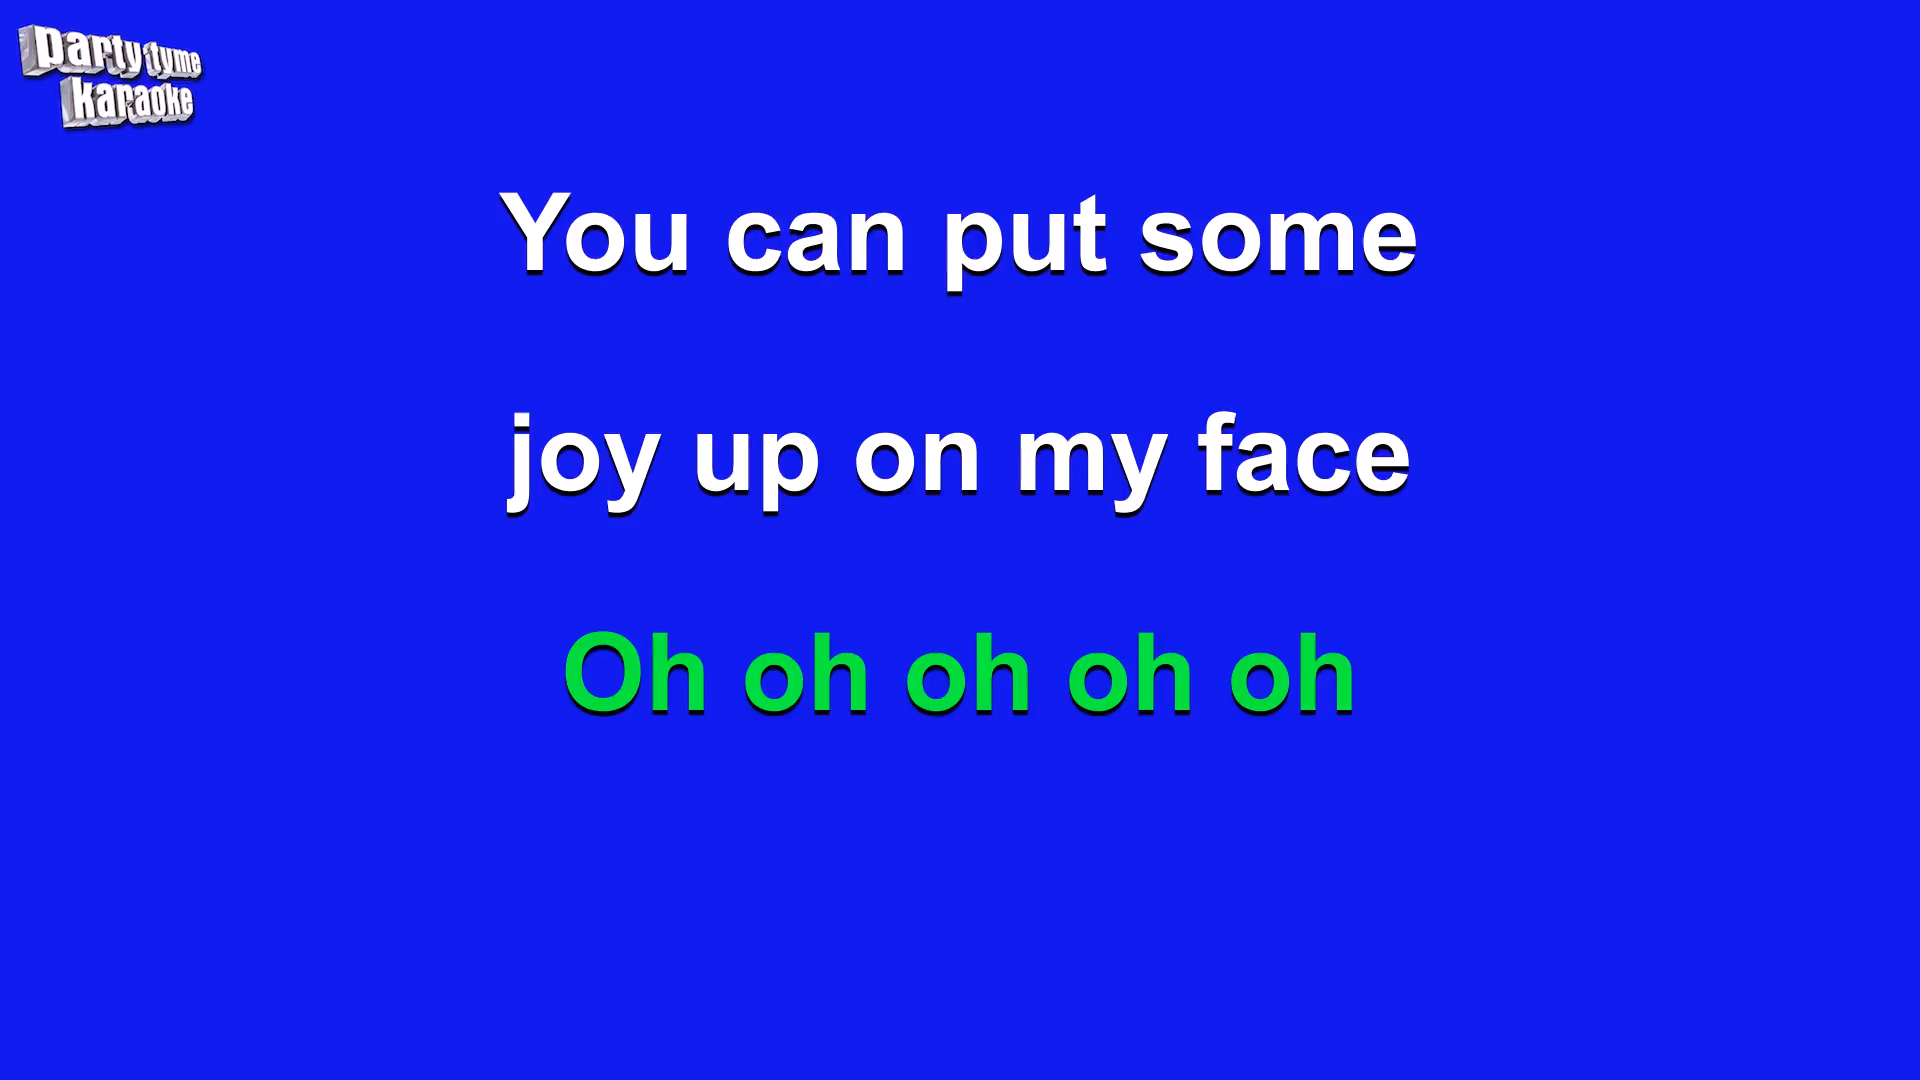 party tyme
karaoke
You can put some
joy up on my face
Oh oh oh oh oh